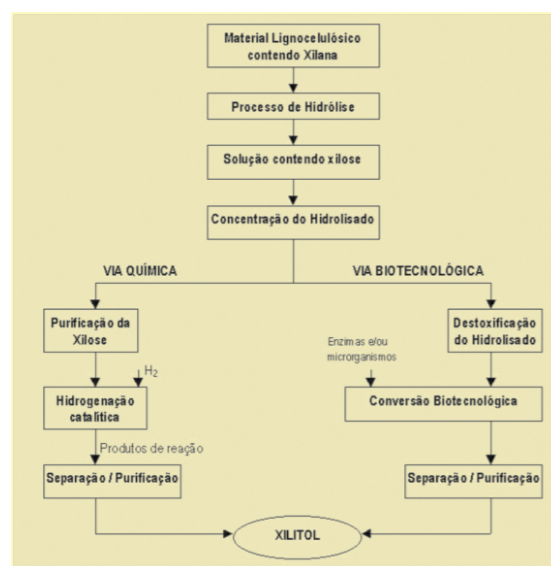 Material Lignocelulósico
contendo Xilana
Processo de Hidrólise
Solução contendo xilose
Concentração do Hidrolisado
VIA QUÍMICA
VIA BIOTECNOLÓGICA
Purificação da
Xilose
H2
Hidrogenação
catalítica
Produtos de reação
Separação / Purificação
Destoxificação
do Hidrolisado
Enzimas e/ou
microrganismos
Conversão Biotecnológica
Separação / Purificação
XILITOL